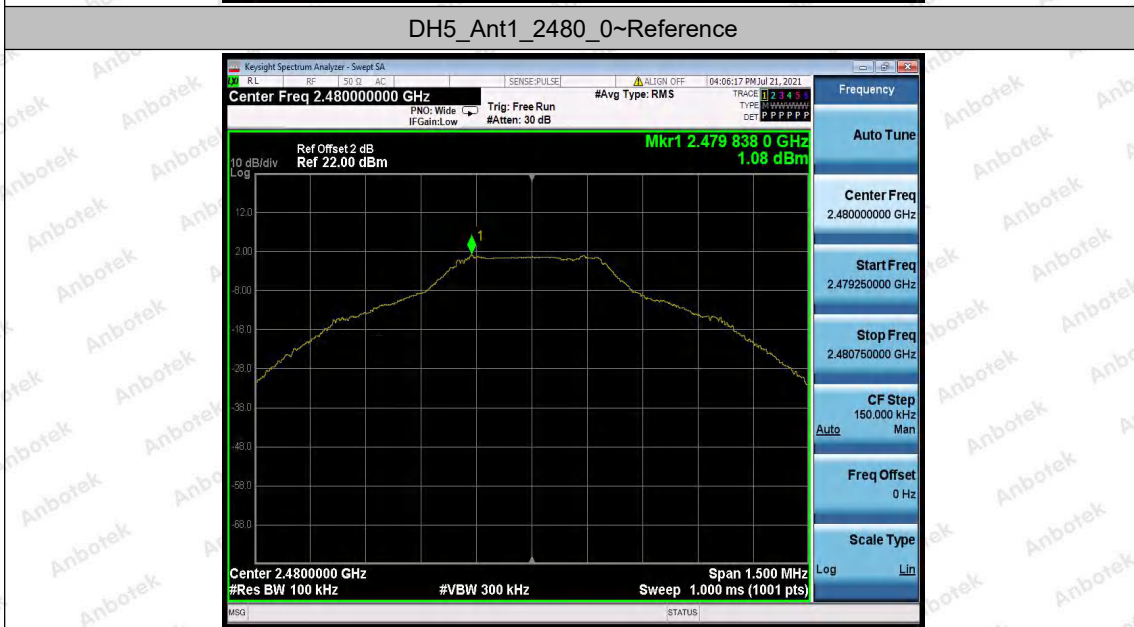 DH5_Ant1_2480_0~Reference
Keysight Spectrum Analyzer - Swept SA
RL RF 50 Ω AC SENSE:PULSE ALIGN OFF 04:06:17 PM Jul 21, 2021
Center Freq 2.480000000 GHz
PNO: Wide
IFGain:Low
Trig: Free Run
#Atten: 30 dB
#Avg Type: RMS
TRACE 1 2 3 4 5 6
TYPE M WWWWW
DET P P P P P P
Ref Offset 2 dB
10 dB/div Ref 22.00 dBm
Log
Mkr1 2.479 838 0 GHz
1.08 dBm
1
12.0
2.00
-8.00
-18.0
-28.0
-38.0
-48.0
-58.0
-68.0
Center 2.4800000 GHz Span 1.500 MHz
#Res BW 100 kHz #VBW 300 kHz Sweep 1.000 ms (1001 pts)
MSG STATUS
Frequency
Auto Tune
Center Freq
2.480000000 GHz
Start Freq
2.479250000 GHz
Stop Freq
2.480750000 GHz
CF Step
150.000 kHz
Auto Man
Freq Offset
0 Hz
Scale Type
Log Lin
Anbotek